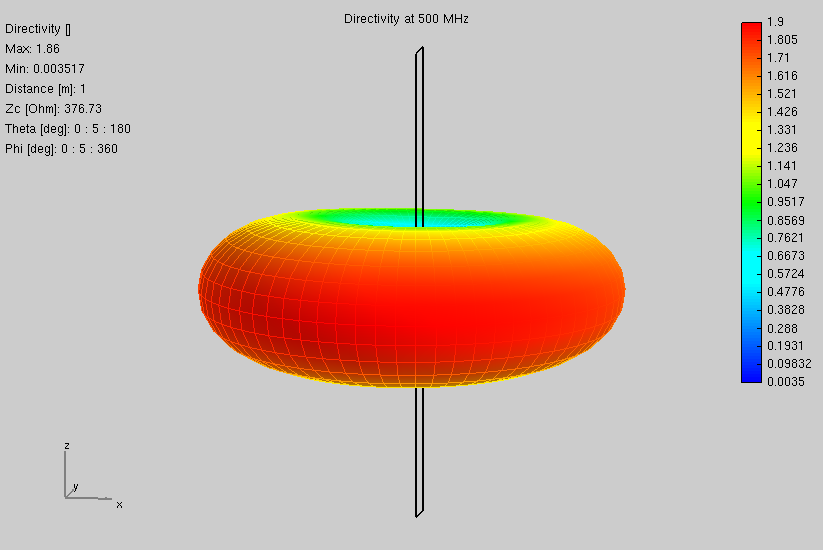 Directivity at 500 MHz
Directivity []
Max: 1.86
Min: 0.003517
Distance [m]: 1
Zc [Ohm]: 376.73
Theta [deg]: 0 : 5 : 180
Phi [deg]: 0 : 5 : 360
1.9
1.805
1.71
1.616
1.521
1.426
1.331
1.236
1.141
1.047
0.9517
0.8569
0.7621
0.6673
0.5724
0.4776
0.3828
0.288
0.1931
0.09832
0.0035
z
y
x